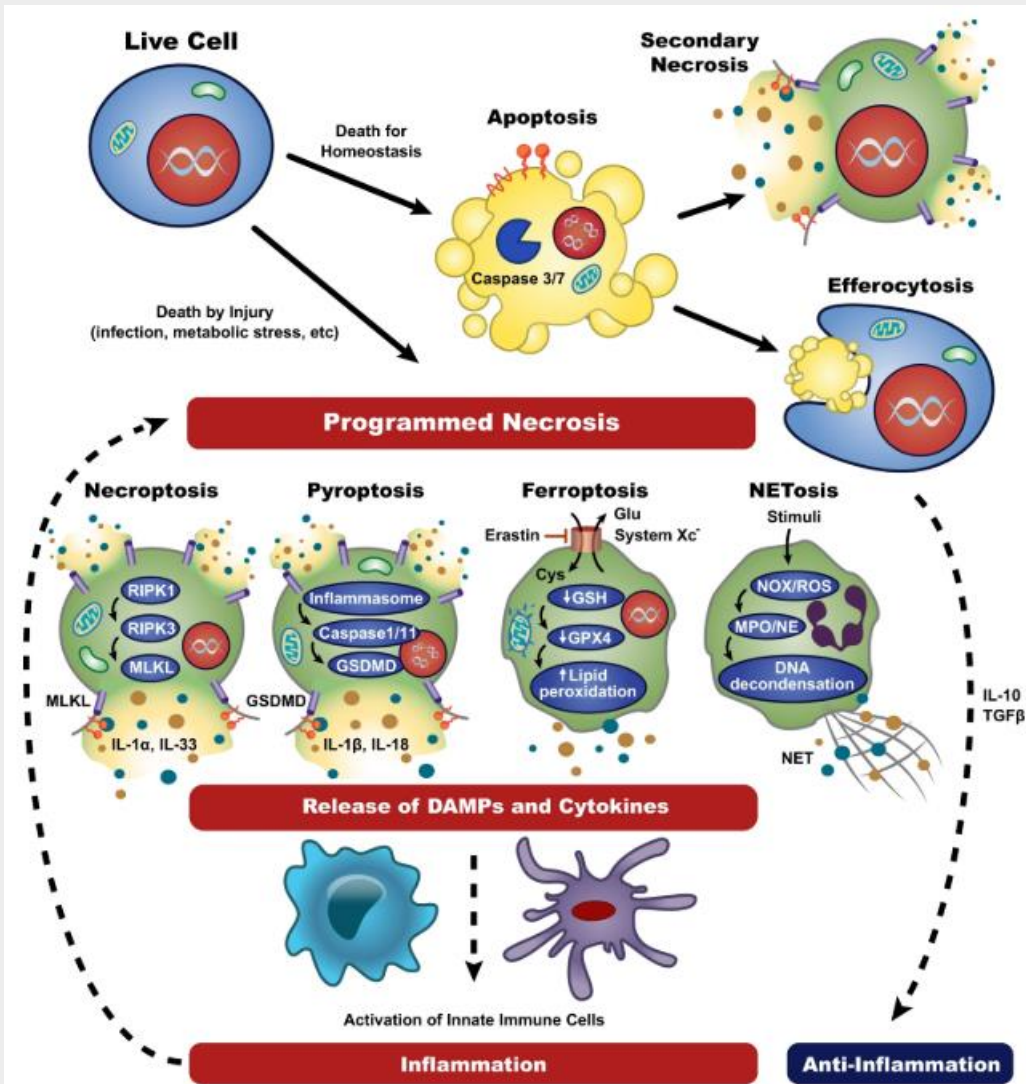 Live Cell
Secondary
Necrosis
Death for
Homeostasis
Apoptosis
Caspase 3/7
Efferocytosis
Death by Injury
(infection, metabolic stress, etc)
Programmed Necrosis
Necroptosis
RIPK1
RIPK3
MLKL
MLKL
IL-1α, IL-33
Pyroptosis
Inflammasome
Caspase1/11
GSDMD
GSDMD
IL-1β, IL-18
Ferroptosis
Glu
Erastin
System Xc⁻
Cys
↓GSH
↓GPX4
↑Lipid
peroxidation
NETosis
Stimuli
NOX/ROS
MPO/NE
DNA
decondensation
NET
IL-10
TGFβ
Release of DAMPs and Cytokines
Activation of Innate Immune Cells
Inflammation
Anti-Inflammation